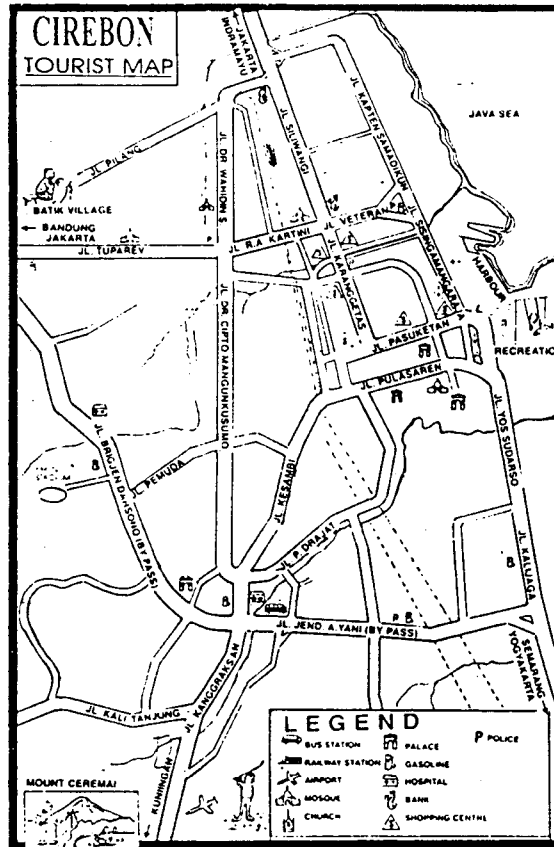 CIREBON
TOURIST MAP
JAKARTA
INDRAMAYU
JL. PILANG
JL. DR. WAHIDIN S
JL. SILIWANGI
JL. KAPTEN SAMADIKUN
JAVA SEA
BATIK VILLAGE
BANDUNG
JAKARTA
JL. TUPAREV
P
JL. R.A KARTINI
JL. VETERAN
P
JL. SISINGAMANGARAJA
JL. KARANGGETAS
HARBOUR
JL. DR. CIPTO MANGUNKUSUMO
JL. PASUKETAN
RECREATION
JL. PULASAREN
JL. YOS SUDARSO
JL. BRIGJEN DARSONO (BY PASS)
JL. PEMUDA
JL. KESAMBI
JL. P. DRAJAT
JL. KALIJAGA
P
JL. JEND. A. YANI (BY PASS)
SEMARANG
YOGYAKARTA
JL. KALI TANJUNG
JL. KANGGRAKSAN
KUNINGAN
MOUNT CEREMAI
LEGEND
BUS STATION
RAILWAY STATION
AIRPORT
MOSQUE
CHURCH
PALACE
GASOLINE
HOSPITAL
BANK
SHOPPING CENTRE
P POLICE